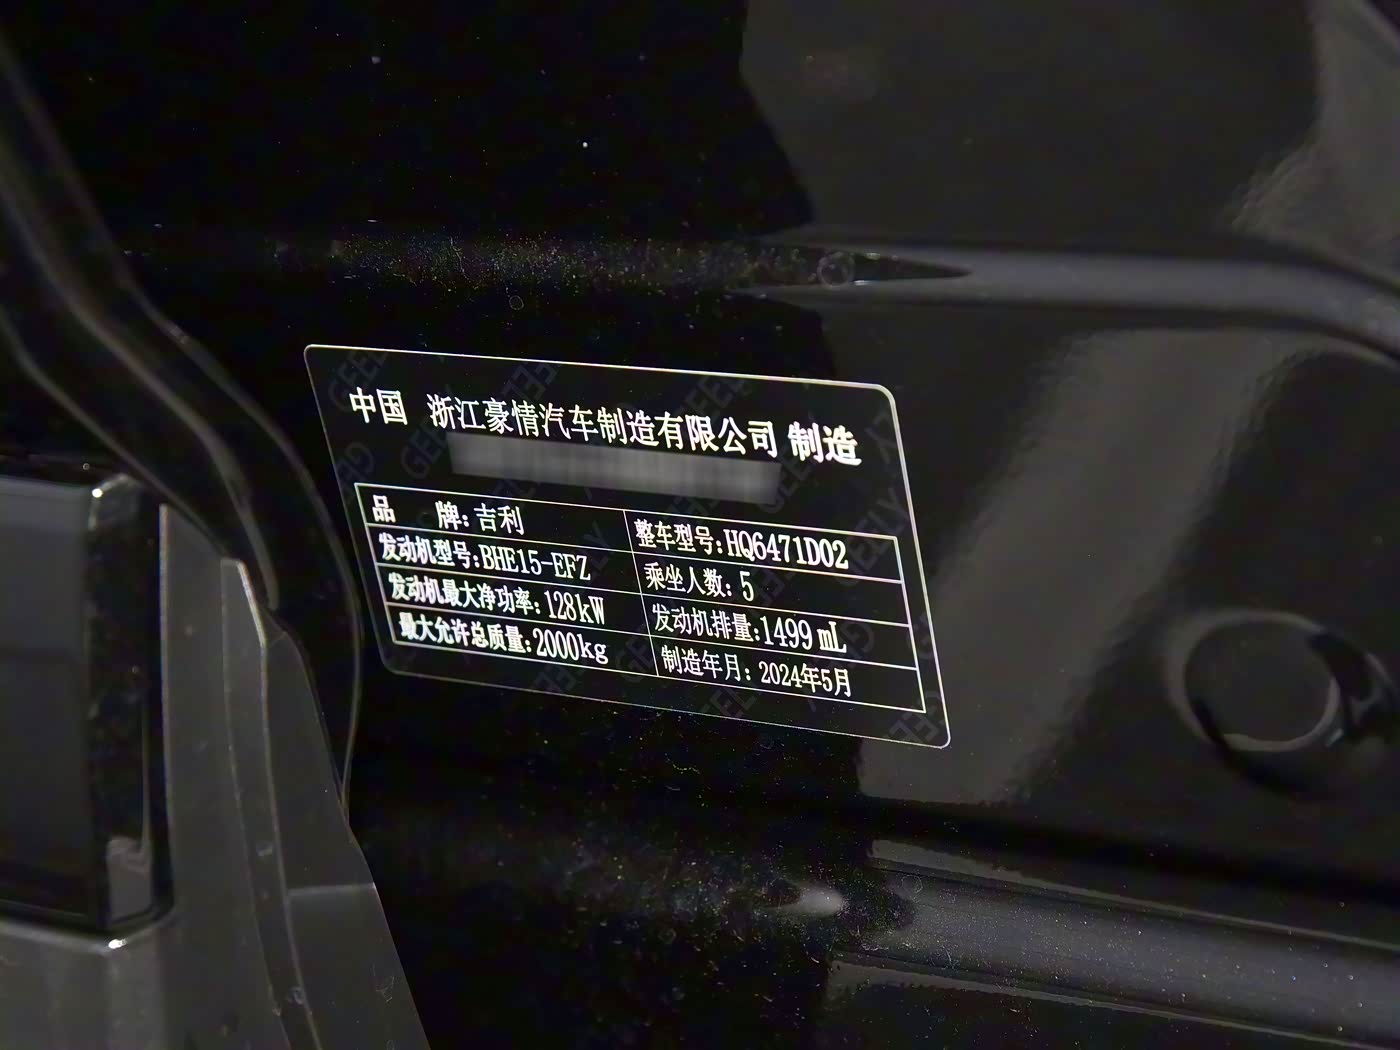 中国 浙江豪情汽车制造有限公司 制造
品 牌:吉利 整车型号:HQ6471D02
发动机型号:BHE15-EFZ 乘坐人数:5
发动机最大净功率:128kW 发动机排量:1499 mL
最大允许总质量:2000kg 制造年月:2024年5月